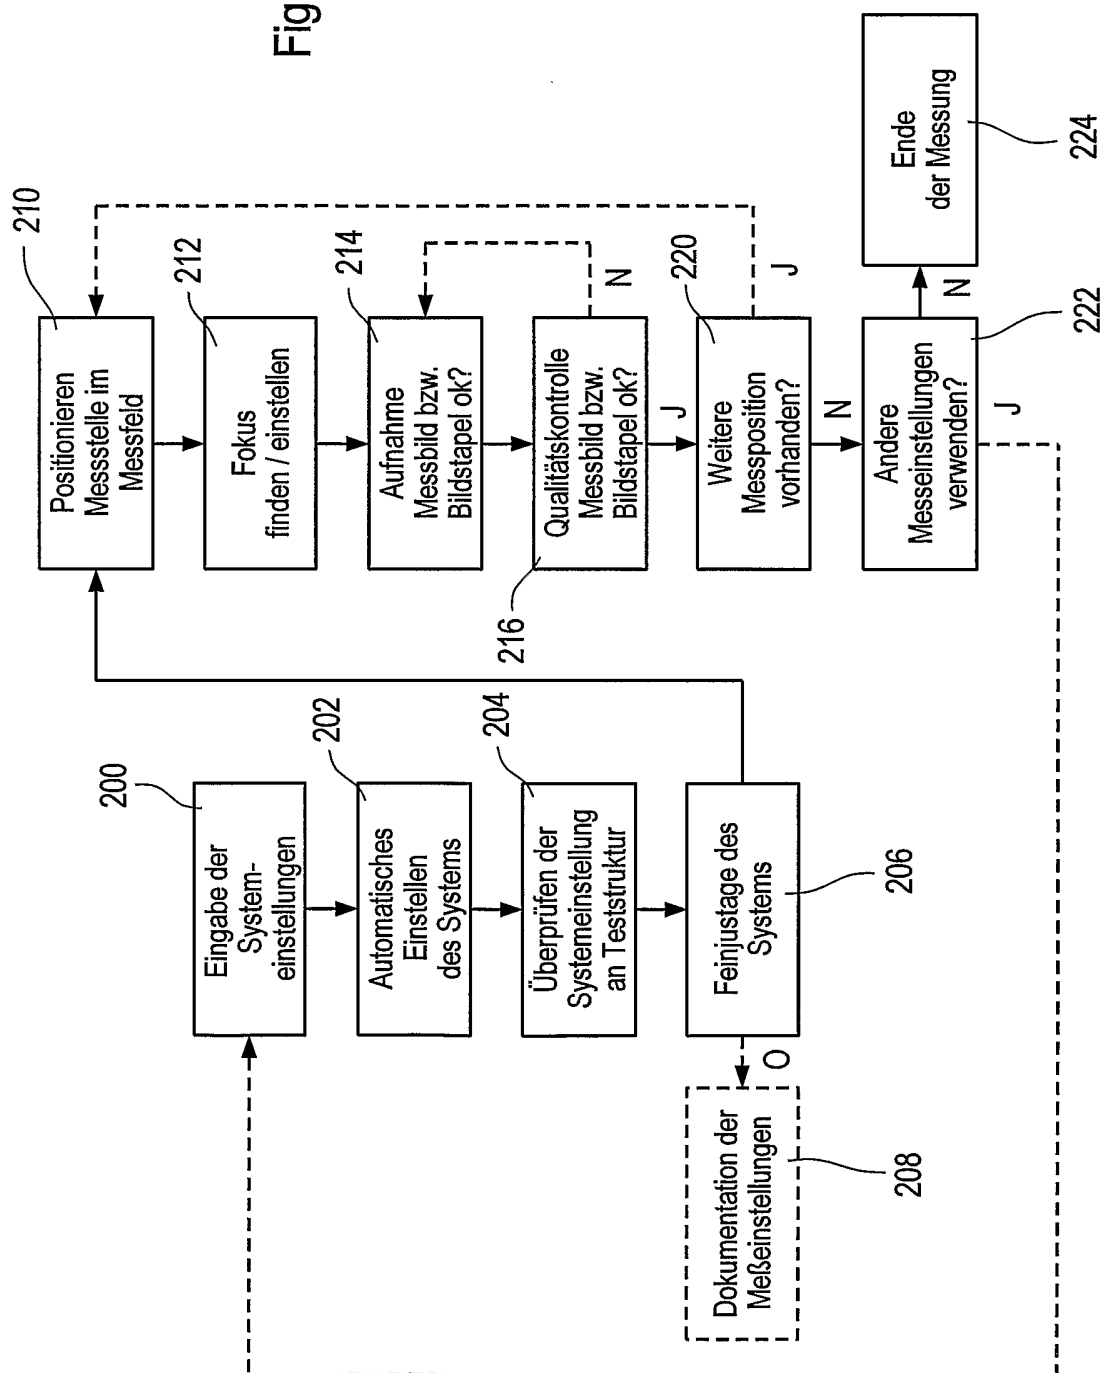 Fig
200
Eingabe der
System-
einstellungen
202
Automatisches
Einstellen
des Systems
204
Überprüfen der
Systemeinstellung
an Teststruktur
206
Feinjustage des
Systems
O
208
Dokumentation der
Meßeinstellungen
210
Positionieren
Messstelle im
Messfeld
212
Fokus
finden / einstellen
214
Aufnahme
Messbild bzw.
Bildstapel ok?
216
Qualitätskontrolle
Messbild bzw.
Bildstapel ok?
N
J
220
Weitere
Messposition
vorhanden?
J
N
222
Andere
Messeinstellungen
verwenden?
N
J
224
Ende
der Messung